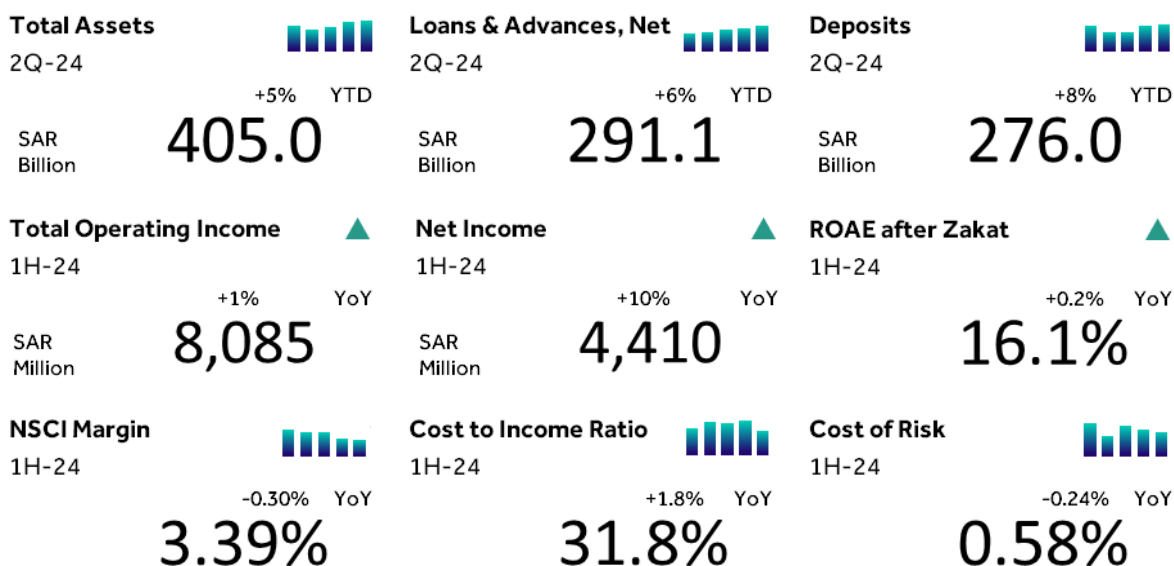 Total Assets
2Q-24
+5% YTD
SAR
Billion
405.0
Loans & Advances, Net
2Q-24
+6% YTD
SAR
Billion
291.1
Deposits
2Q-24
+8% YTD
SAR
Billion
276.0
Total Operating Income
1H-24
+1% YoY
SAR
Million
8,085
Net Income
1H-24
+10% YoY
SAR
Million
4,410
ROAE after Zakat
1H-24
+0.2% YoY
16.1%
NSCI Margin
1H-24
-0.30% YoY
3.39%
Cost to Income Ratio
1H-24
+1.8% YoY
31.8%
Cost of Risk
1H-24
-0.24% YoY
0.58%